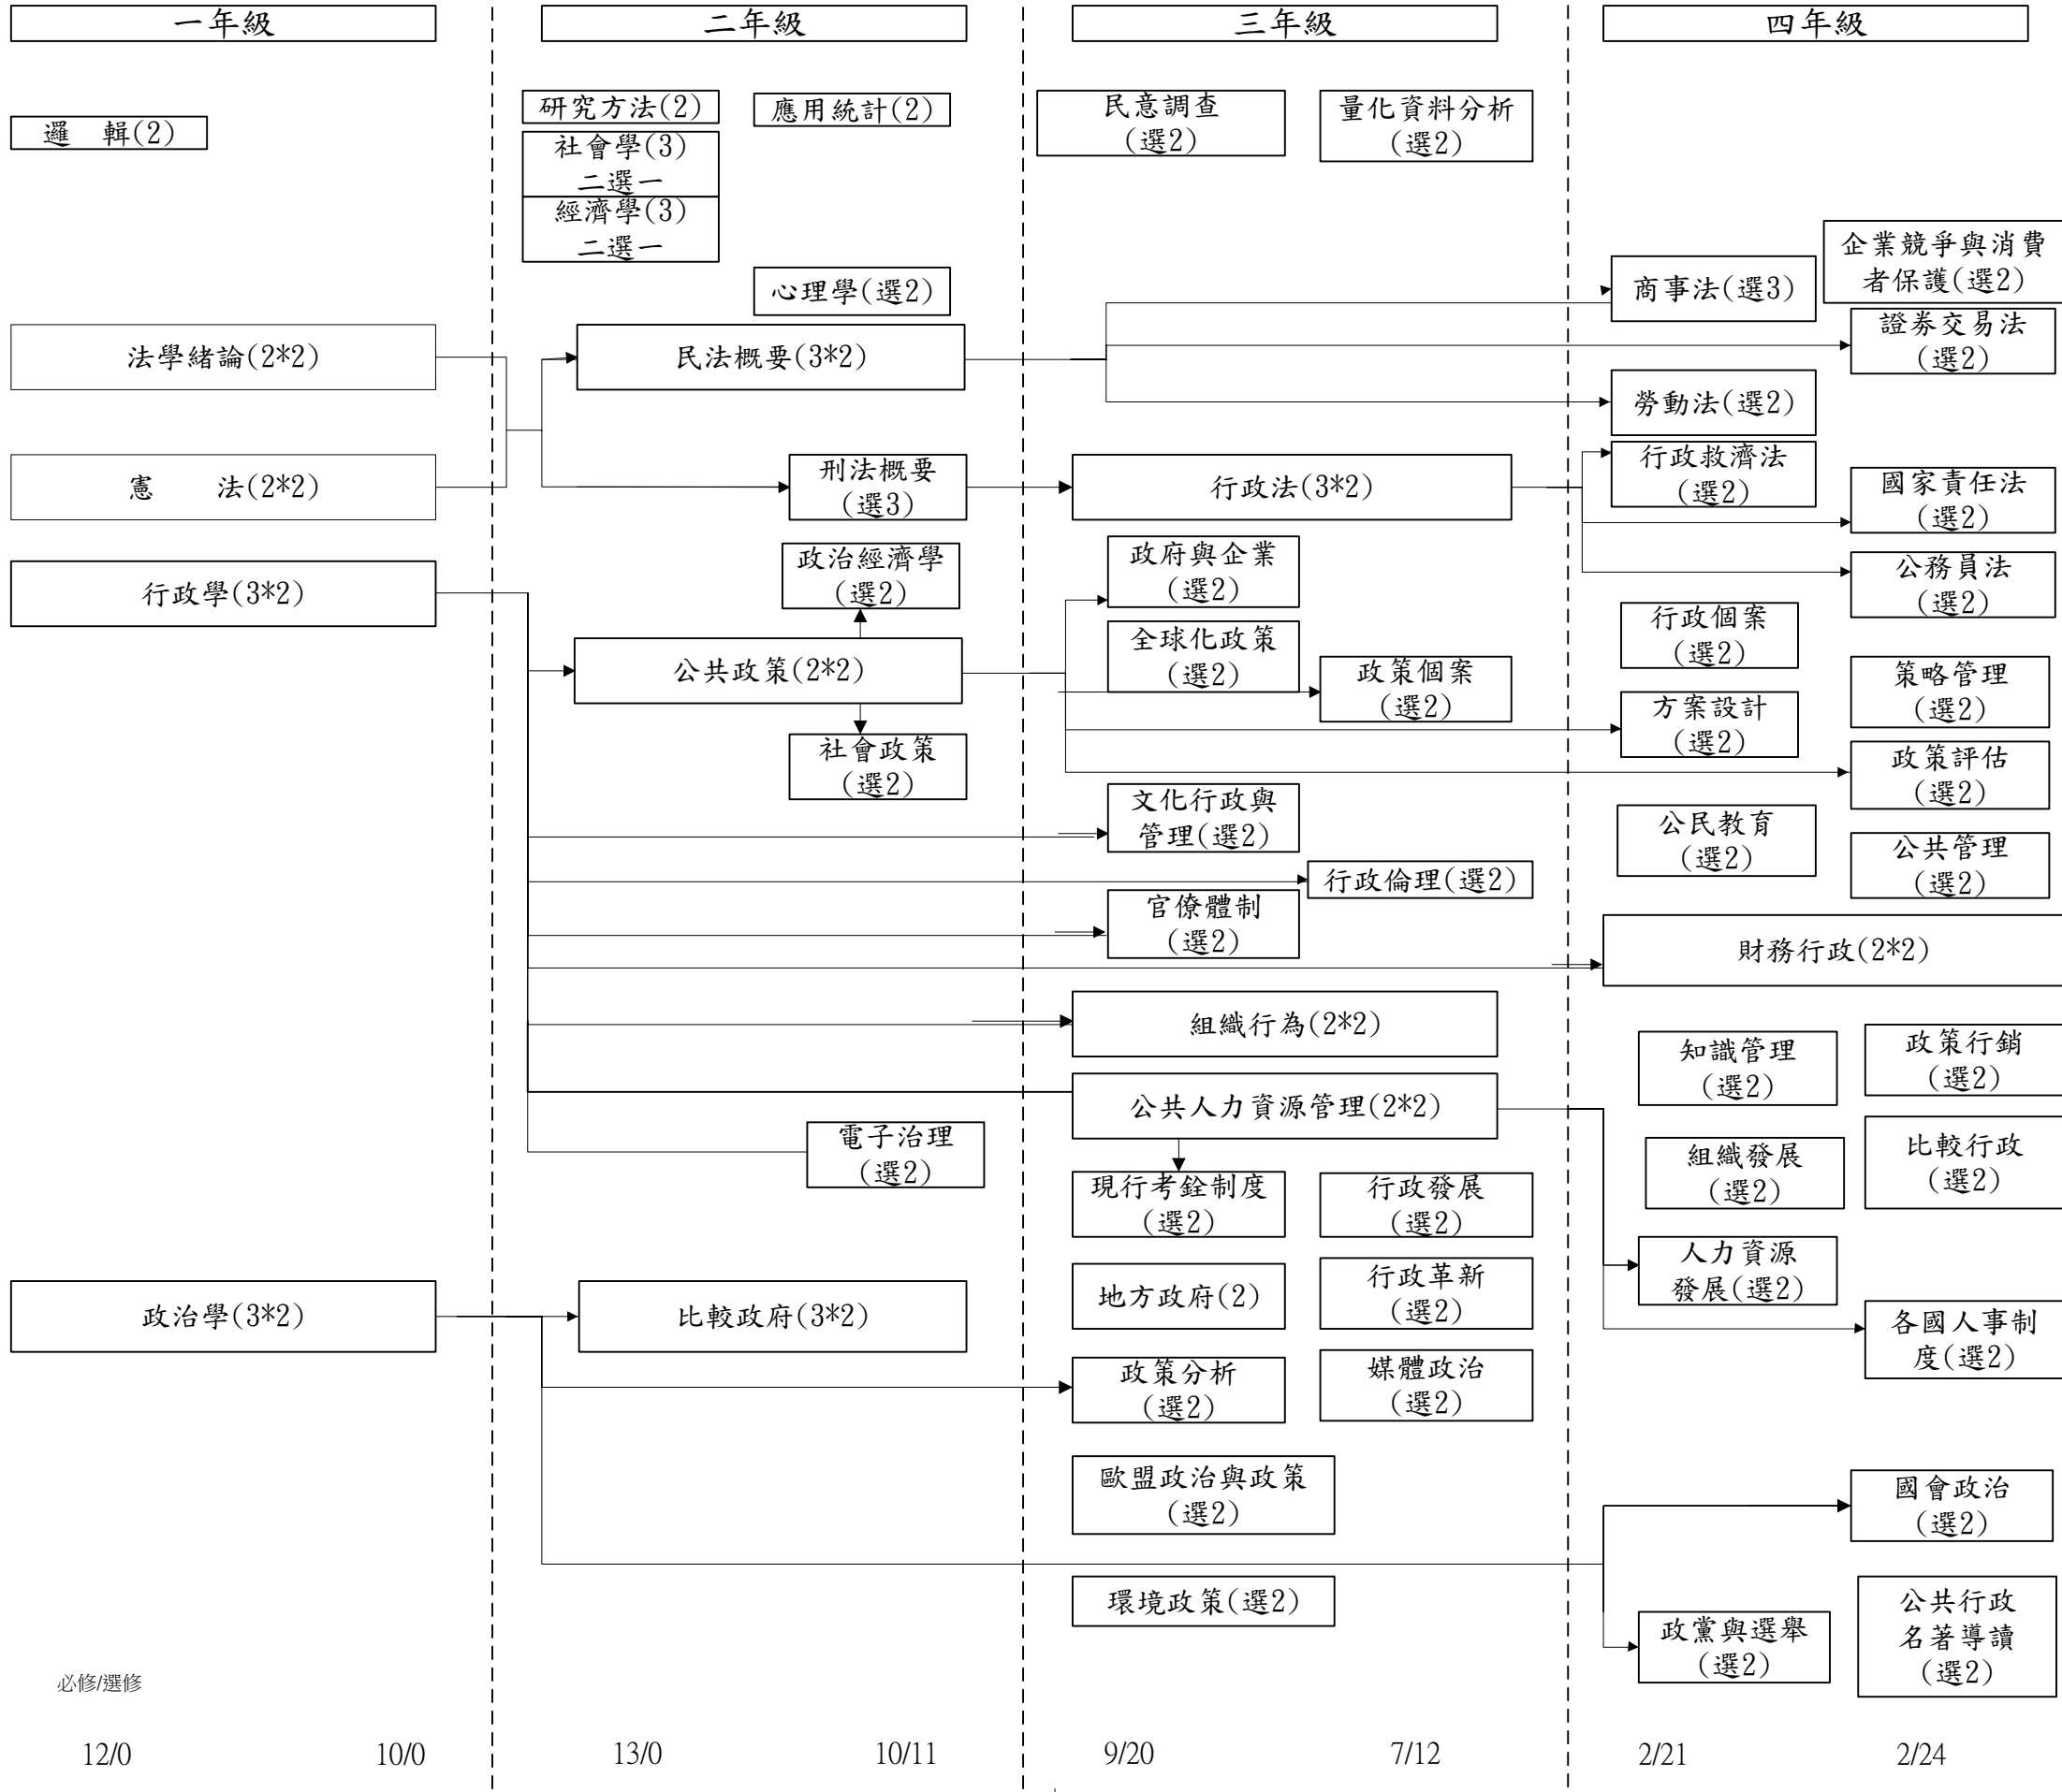 一年級
二年級
三年級
四年級
邏　輯(2)
研究方法(2)
應用統計(2)
社會學(3)
二選一
經濟學(3)
二選一
心理學(選2)
民意調查
(選2)
量化資料分析
(選2)
企業競爭與消費
者保護(選2)
商事法(選3)
證券交易法
(選2)
勞動法(選2)
法學緒論(2*2)
民法概要(3*2)
憲　　法(2*2)
刑法概要
(選3)
行政法(3*2)
行政救濟法
(選2)
國家責任法
(選2)
公務員法
(選2)
行政學(3*2)
政治經濟學
(選2)
公共政策(2*2)
社會政策
(選2)
政府與企業
(選2)
全球化政策
(選2)
政策個案
(選2)
行政個案
(選2)
策略管理
(選2)
方案設計
(選2)
政策評估
(選2)
文化行政與
管理(選2)
公民教育
(選2)
公共管理
(選2)
行政倫理(選2)
官僚體制
(選2)
財務行政(2*2)
組織行為(2*2)
知識管理
(選2)
政策行銷
(選2)
公共人力資源管理(2*2)
電子治理
(選2)
組織發展
(選2)
比較行政
(選2)
現行考銓制度
(選2)
行政發展
(選2)
人力資源
發展(選2)
地方政府(2)
行政革新
(選2)
各國人事制
度(選2)
政治學(3*2)
比較政府(3*2)
政策分析
(選2)
媒體政治
(選2)
歐盟政治與政策
(選2)
國會政治
(選2)
環境政策(選2)
政黨與選舉
(選2)
公共行政
名著導讀
(選2)
必修/選修
12/0
10/0
13/0
10/11
9/20
7/12
2/21
2/24